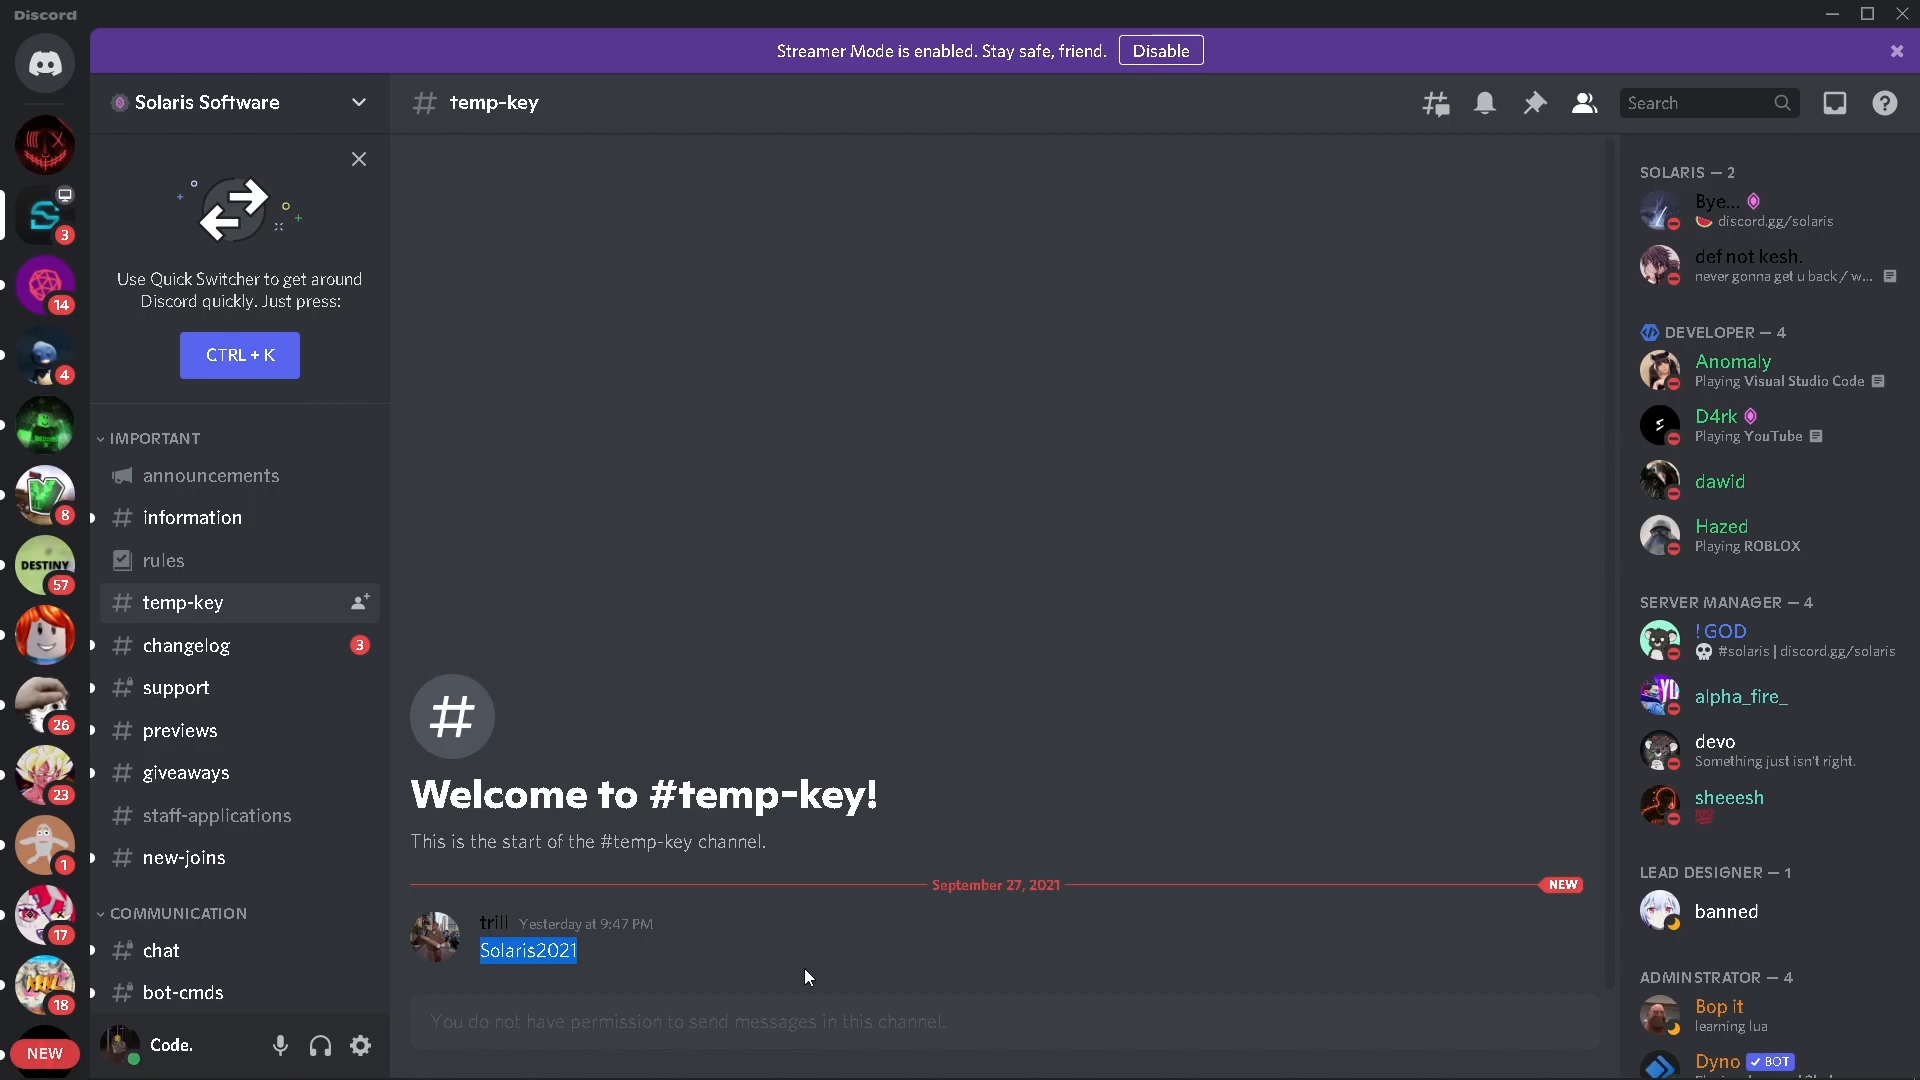 Discord
Streamer Mode is enabled. Stay safe, friend.
Disable
Solaris Software
temp-key
Search
3
14
4
8
DESTINY
57
26
23
1
17
18
NEW
Use Quick Switcher to get around
Discord quickly. Just press:
CTRL + K
IMPORTANT
announcements
information
rules
temp-key
changelog
3
support
previews
giveaways
staff-applications
new-joins
COMMUNICATION
chat
bot-cmds
Code.
Welcome to #temp-key!
This is the start of the #temp-key channel.
September 27, 2021
NEW
trill Yesterday at 9:47 PM
Solaris2021
You do not have permission to send messages in this channel.
SOLARIS — 2
Bye...
discord.gg/solaris
def not kesh.
never gonna get u back / w...
DEVELOPER — 4
Anomaly
Playing Visual Studio Code
D4rk
Playing YouTube
dawid
Hazed
Playing ROBLOX
SERVER MANAGER — 4
! GOD
#solaris | discord.gg/solaris
alpha_fire_
devo
Something just isn't right.
sheeesh
LEAD DESIGNER — 1
banned
ADMINSTRATOR — 4
Bop it
learning lua
Dyno
BOT